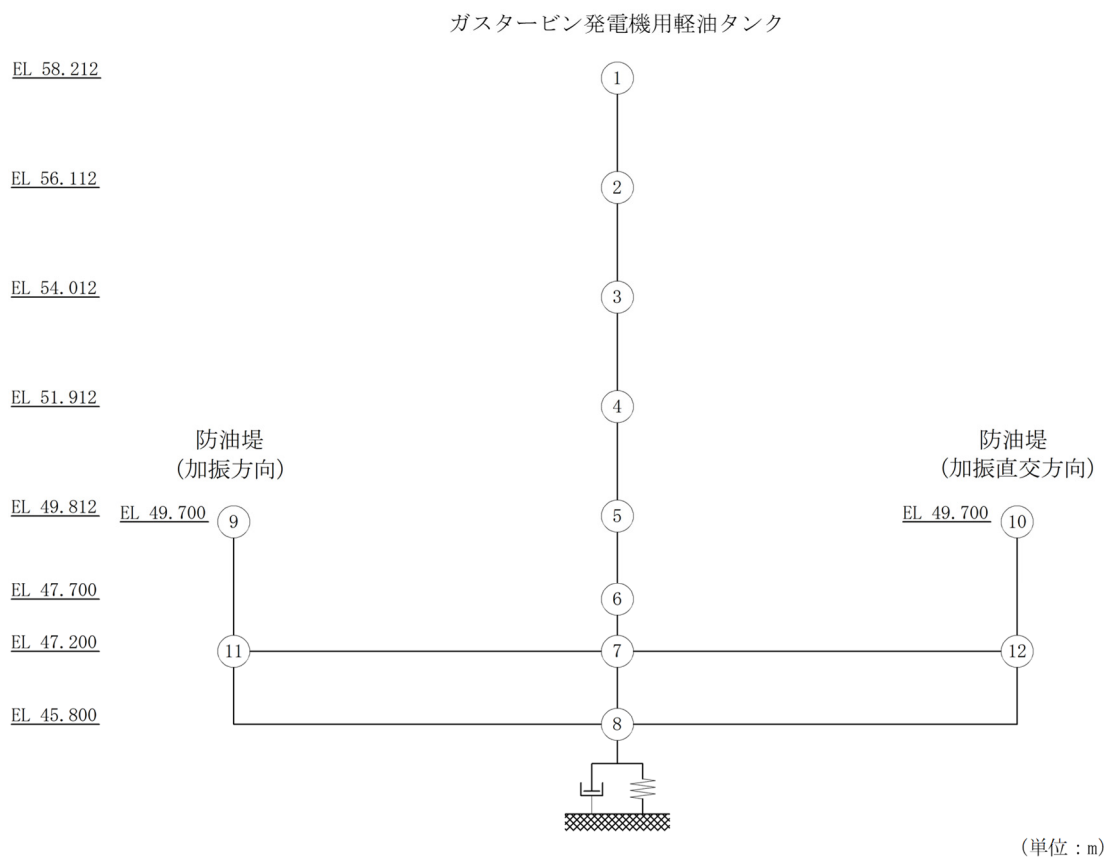 ガスタービン発電機用軽油タンク
EL 58.212
1
EL 56.112
2
EL 54.012
3
EL 51.912
4
防油堤
(加振方向)
防油堤
(加振直交方向)
EL 49.812
EL 49.700
9
5
EL 49.700
10
EL 47.700
6
EL 47.200
11
7
12
EL 45.800
8
(単位：m)